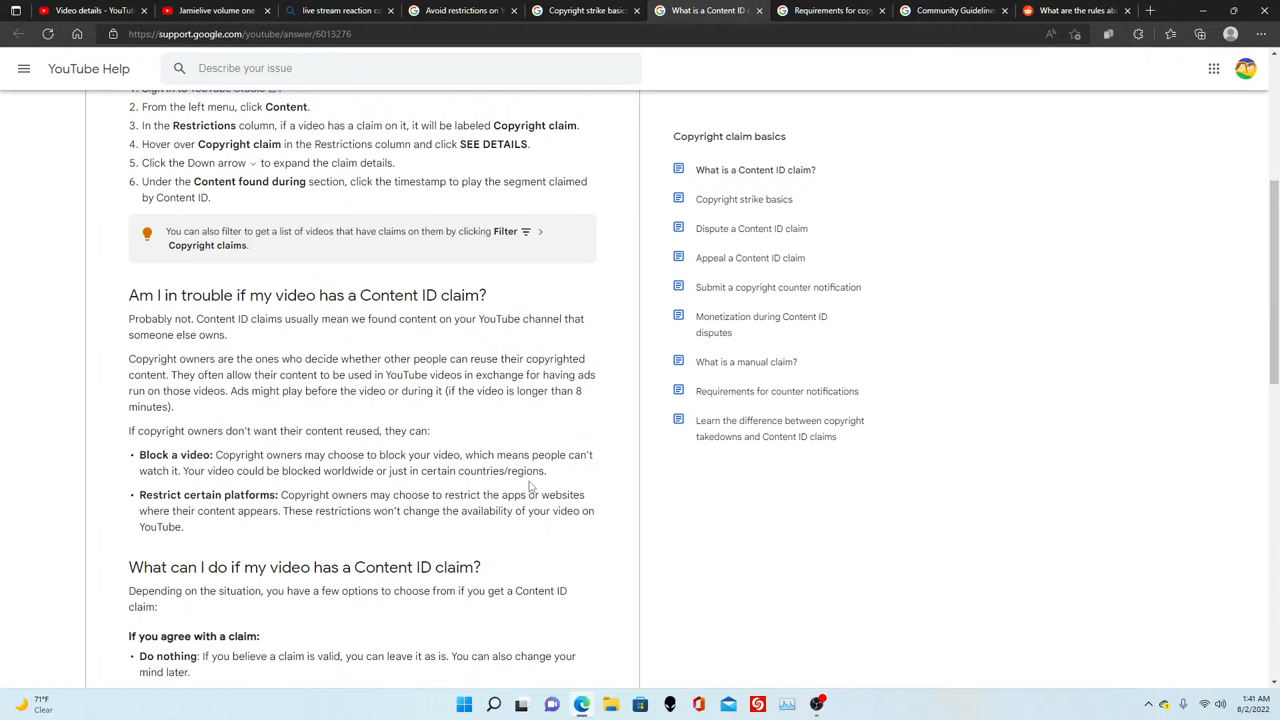 Video details - YouTub
Jamielive volume one
live stream reaction co
Avoid restriction on Y
Copyright strike basics
What is a Content ID
Requirements for cop
Community Guideline
What are the rules abo
https://support.google.com/youtube/answer/6013276
YouTube Help
Describe your issue
1. Sign in to YouTube Studio
2. From the left menu, click Content.
3. In the Restrictions column, if a video has a claim on it, it will be labeled Copyright claim.
4. Hover over Copyright claim in the Restrictions column and click SEE DETAILS.
5. Click the Down arrow to expand the claim details.
6. Under the Content found during section, click the timestamp to play the segment claimed
by Content ID.
You can also filter to get a list of videos that have claims on them by clicking Filter
Copyright claims.
Am I in trouble if my video has a Content ID claim?
Probably not. Content ID claims usually mean we found content on your YouTube channel that
someone else owns.
Copyright owners are the ones who decide whether other people can reuse their copyrighted
content. They often allow their content to be used in YouTube videos in exchange for having ads
run on those videos. Ads might play before the video or during it (if the video is longer than 8
minutes).
If copyright owners don't want their content reused, they can:
• Block a video: Copyright owners may choose to block your video, which means people can't
watch it. Your video could be blocked worldwide or just in certain countries/regions.
• Restrict certain platforms: Copyright owners may choose to restrict the apps or websites
where their content appears. These restrictions won't change the availability of your video on
YouTube.
What can I do if my video has a Content ID claim?
Depending on the situation, you have a few options to choose from if you get a Content ID
claim:
If you agree with a claim:
• Do nothing: If you believe a claim is valid, you can leave it as is. You can also change your
mind later.
Copyright claim basics
What is a Content ID claim?
Copyright strike basics
Dispute a Content ID claim
Appeal a Content ID claim
Submit a copyright counter notification
Monetization during Content ID
disputes
What is a manual claim?
Requirements for counter notifications
Learn the difference between copyright
takedowns and Content ID claims
71°F
Clear
1:41 AM
8/2/2022